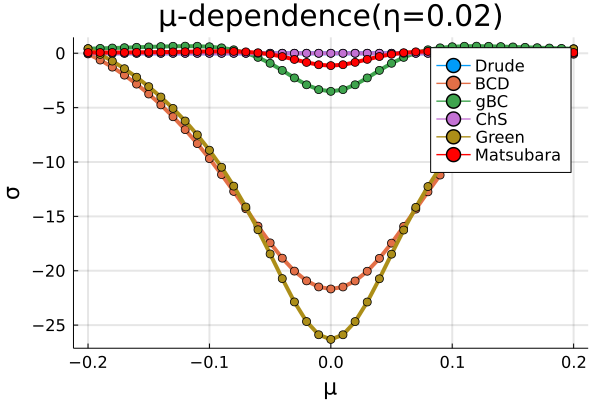 μ-dependence(η=0.02)
0
−5
−10
−15
−20
−25
σ
Drude
BCD
gBC
ChS
Green
Matsubara
−0.2
−0.1
0.0
0.1
0.2
μ